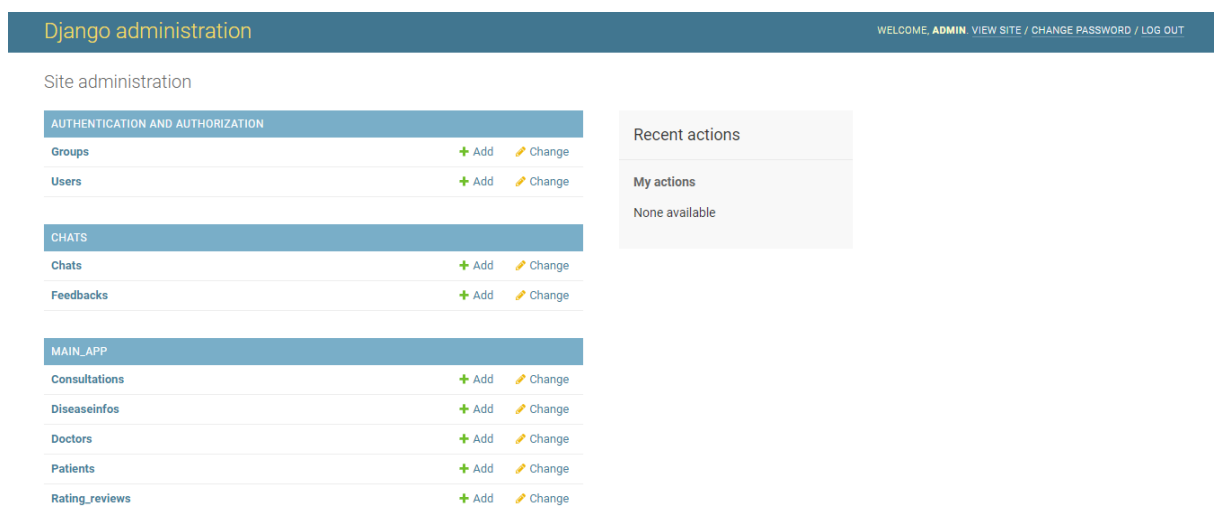 Django administration
WELCOME, ADMIN. VIEW SITE / CHANGE PASSWORD / LOG OUT
Site administration
AUTHENTICATION AND AUTHORIZATION
Groups Add Change
Users Add Change
CHATS
Chats Add Change
Feedbacks Add Change
MAIN_APP
Consultations Add Change
Diseaseinfos Add Change
Doctors Add Change
Patients Add Change
Rating_reviews Add Change
Recent actions
My actions
None available